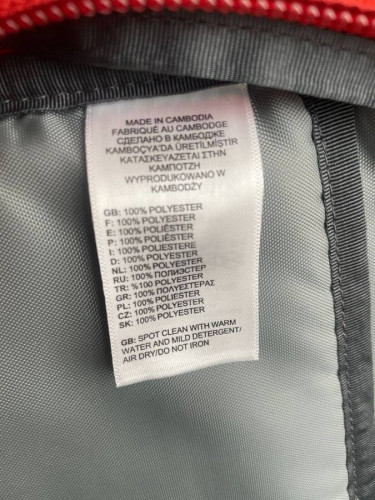 MADE IN CAMBODIA
FABRIQUÉ AU CAMBODGE
СДЕЛАНО В КАМБОДЖЕ
KAMBOÇYA'DA ÜRETİLMİSTİR
ΚΑΤΑΣΚΕΥΑΖΕΤΑΙ ΣΤΗΝ
ΚΑΜΠΟΤΖΗ
WYPRODUKOWANO W
KAMBODŻY
GB: 100% POLYESTER
F: 100% POLYESTER
E: 100% POLIÉSTER
P: 100% POLIÉSTER
I: 100% POLIESTERE
D: 100% POLYESTER
NL: 100% POLYESTER
RU: 100% ПОЛИЭСТЕР
TR: %100 POLYESTER
GR: 100% ΠΟΛΥΕΣΤΕΡΑΣ
PL: 100% POLIESTER
CZ: 100% POLYESTER
SK: 100% POLYESTER
GB: SPOT CLEAN WITH WARM
WATER AND MILD DETERGENT/
AIR DRY/DO NOT IRON